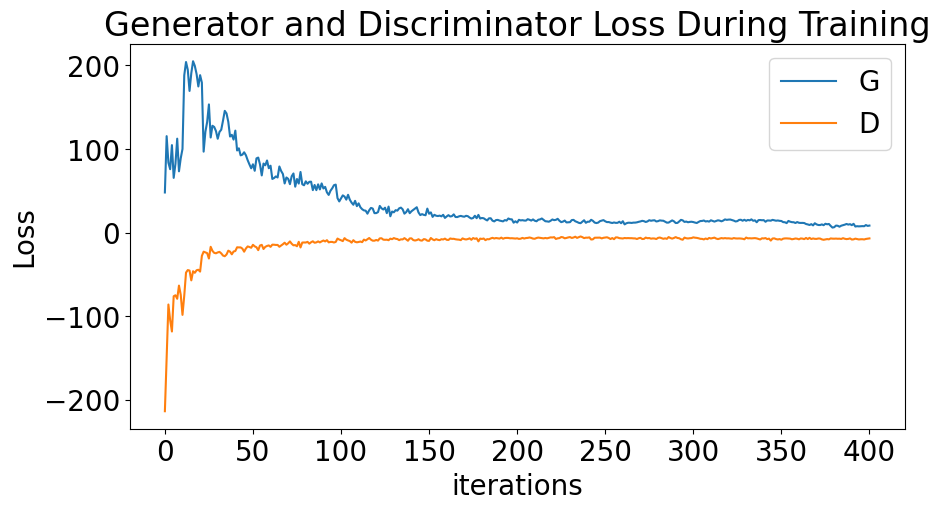 Generator and Discriminator Loss During Training
G
D
Loss
200
100
0
−100
−200
0 50 100 150 200 250 300 350 400
iterations